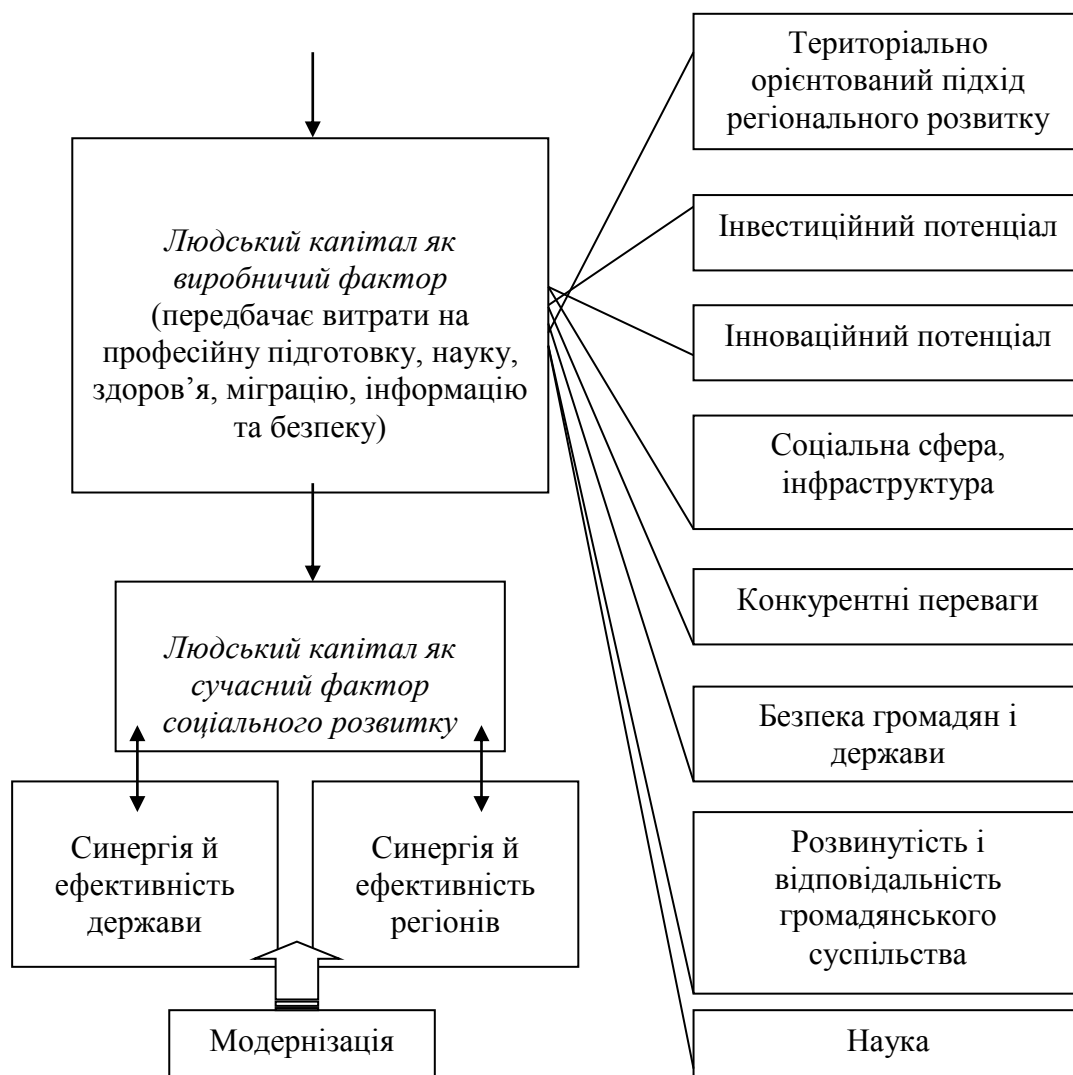 Людський капітал як
виробничий фактор
(передбачає витрати на
професійну підготовку, науку,
здоров’я, міграцію, інформацію
та безпеку)
Людський капітал як
сучасний фактор
соціального розвитку
Синергія й
ефективність
держави
Синергія й
ефективність
регіонів
Модернізація
Територіально
орієнтований підхід
регіонального розвитку
Інвестиційний потенціал
Інноваційний потенціал
Соціальна сфера,
інфраструктура
Конкурентні переваги
Безпека громадян і
держави
Розвинутість і
відповідальність
громадянського
суспільства
Наука